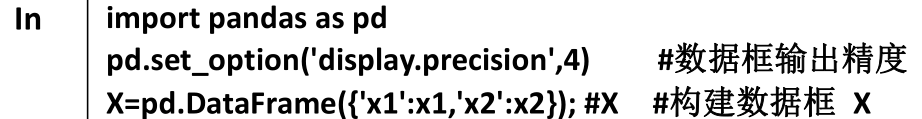 In import pandas as pd
pd.set_option('display.precision',4) #数据框输出精度
X=pd.DataFrame({'x1':x1,'x2':x2}); #X #构建数据框 X